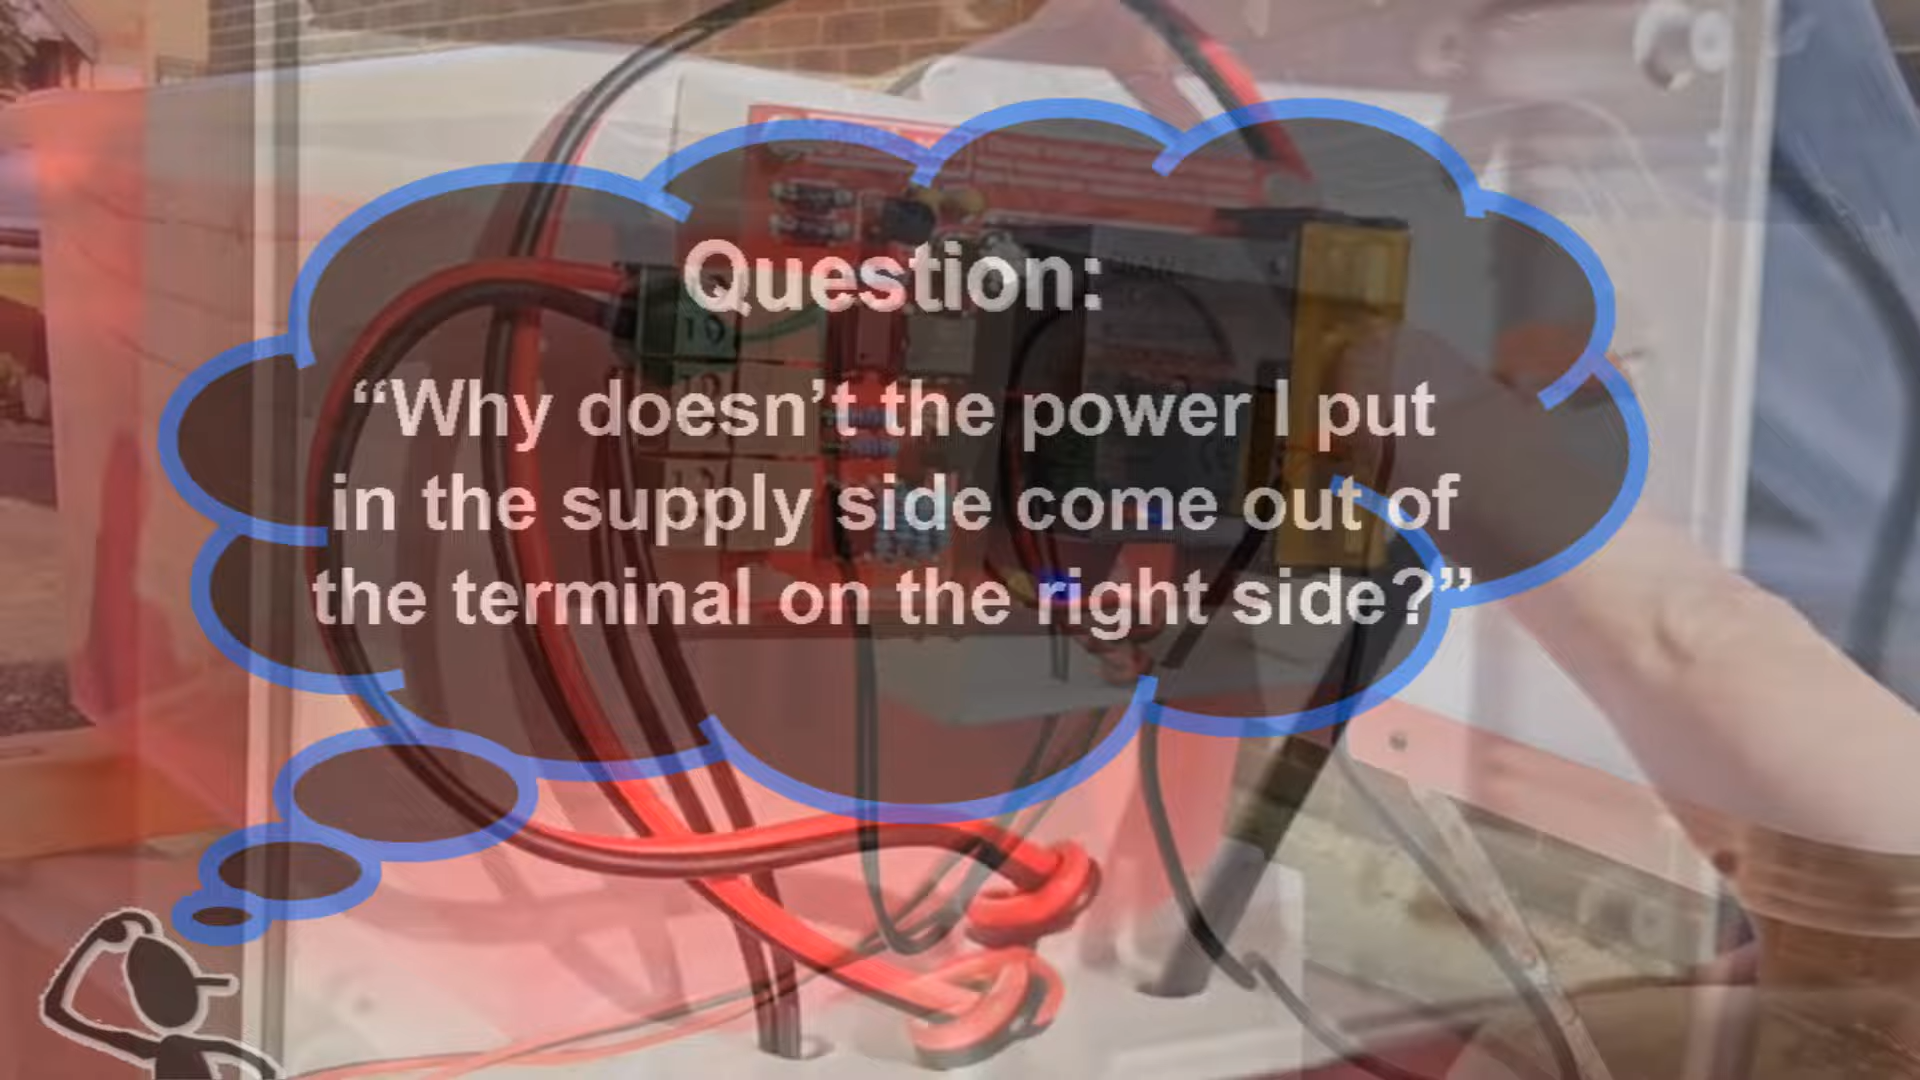 Question:
“Why doesn’t the power I put
in the supply side come out of
the terminal on the right side?”